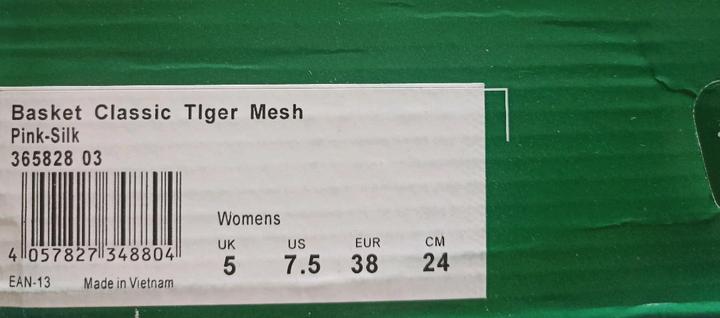 Basket Classic TIger Mesh
Pink-Silk
365828 03
4 057827 348804
EAN-13 Made in Vietnam
Womens
UK US EUR CM
5 7.5 38 24